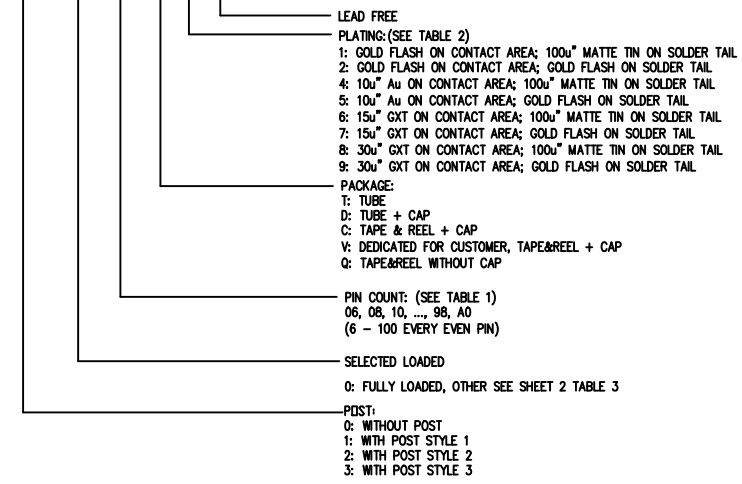 LEAD FREE
PLATING:(SEE TABLE 2)
1: GOLD FLASH ON CONTACT AREA; 100u" MATTE TIN ON SOLDER TAIL
2: GOLD FLASH ON CONTACT AREA; GOLD FLASH ON SOLDER TAIL
4: 10u" Au ON CONTACT AREA; 100u" MATTE TIN ON SOLDER TAIL
5: 10u" Au ON CONTACT AREA; GOLD FLASH ON SOLDER TAIL
6: 15u" GXT ON CONTACT AREA; 100u" MATTE TIN ON SOLDER TAIL
7: 15u" GXT ON CONTACT AREA; GOLD FLASH ON SOLDER TAIL
8: 30u" GXT ON CONTACT AREA; 100u" MATTE TIN ON SOLDER TAIL
9: 30u" GXT ON CONTACT AREA; GOLD FLASH ON SOLDER TAIL
PACKAGE:
T: TUBE
D: TUBE + CAP
C: TAPE & REEL + CAP
V: DEDICATED FOR CUSTOMER, TAPE&REEL + CAP
Q: TAPE&REEL WITHOUT CAP
PIN COUNT: (SEE TABLE 1)
06, 08, 10, ..., 98, A0
(6 - 100 EVERY EVEN PIN)
SELECTED LOADED
0: FULLY LOADED, OTHER SEE SHEET 2 TABLE 3
POST:
0: WITHOUT POST
1: WITH POST STYLE 1
2: WITH POST STYLE 2
3: WITH POST STYLE 3